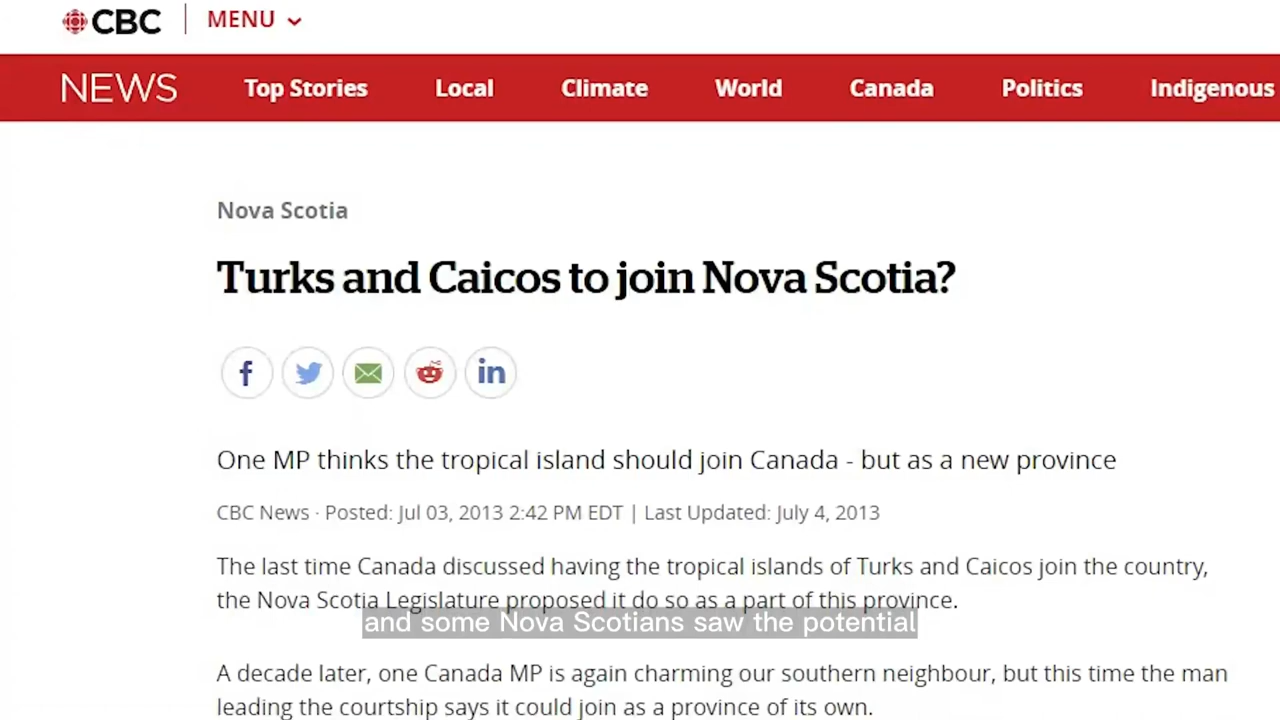 CBC MENU
NEWS Top Stories Local Climate World Canada Politics Indigenous
Nova Scotia
Turks and Caicos to join Nova Scotia?
f in
One MP thinks the tropical island should join Canada - but as a new province
CBC News · Posted: Jul 03, 2013 2:42 PM EDT | Last Updated: July 4, 2013
The last time Canada discussed having the tropical islands of Turks and Caicos join the country,
the Nova Scotia Legislature proposed it do so as a part of this province.
and some Nova Scotians saw the potential
A decade later, one Canada MP is again charming our southern neighbour, but this time the man
leading the courtship says it could join as a province of its own.